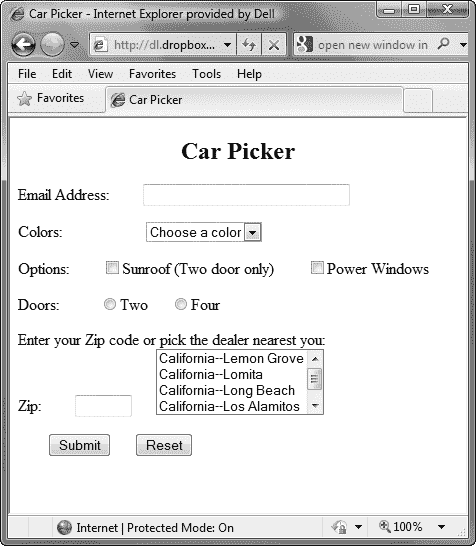 Car Picker - Internet Explorer provided by Dell
http://dl.dropbox... open new window in
File Edit View Favorites Tools Help
Favorites Car Picker
Car Picker
Email Address:
Colors: Choose a color
Options: Sunroof (Two door only) Power Windows
Doors: Two Four
Enter your Zip code or pick the dealer nearest you:
California--Lemon Grove
California--Lomita
California--Long Beach
Zip: California--Los Alamitos
Submit Reset
Internet | Protected Mode: On 100%